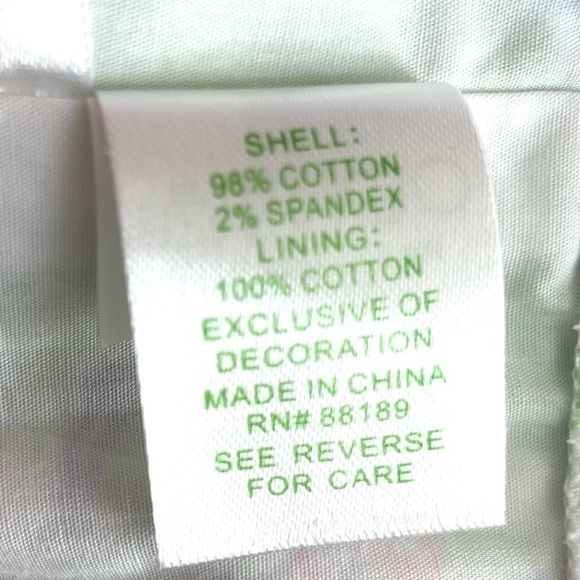 SHELL:
98% COTTON
2% SPANDEX
LINING:
100% COTTON
EXCLUSIVE OF
DECORATION
MADE IN CHINA
RN# 88189
SEE REVERSE
FOR CARE